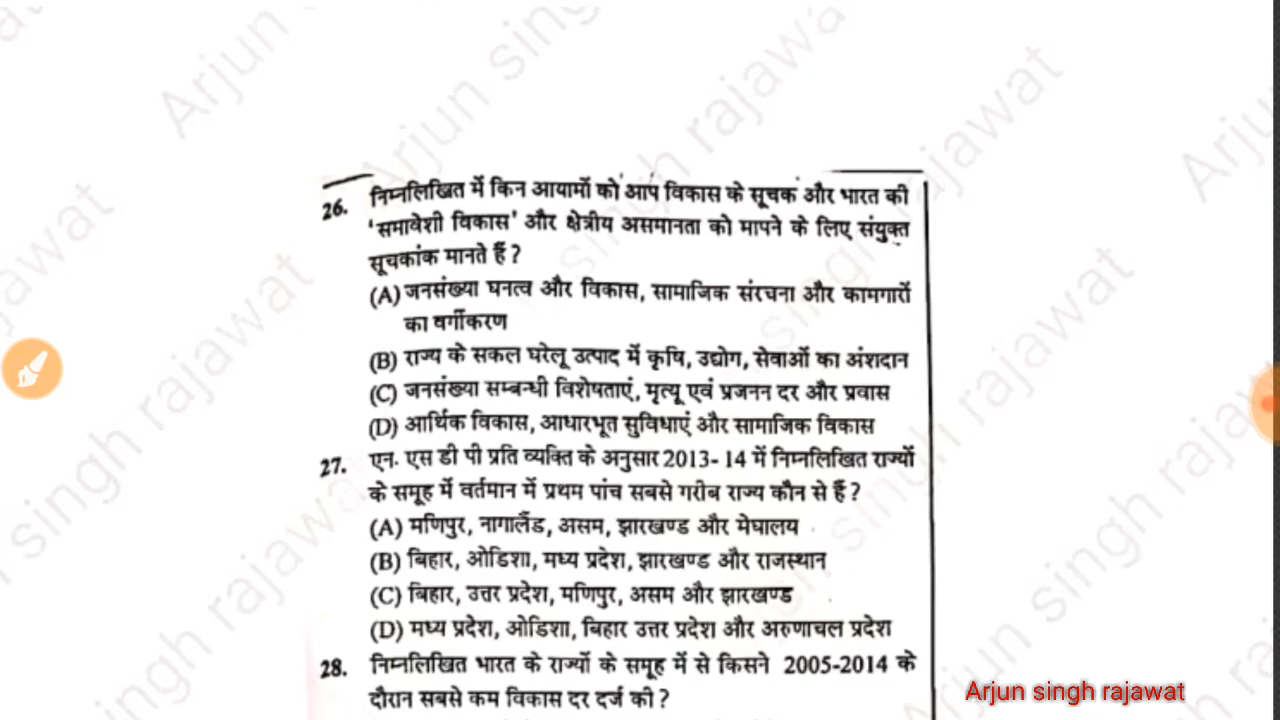 26. निम्नलिखित में किन आयामों को आप विकास के सूचक और भारत की
'समावेशी विकास' और क्षेत्रीय असमानता को मापने के लिए संयुक्त
सूचकांक मानते हैं ?
(A) जनसंख्या घनत्व और विकास, सामाजिक संरचना और कामगारों
का वर्गीकरण
(B) राज्य के सकल घरेलू उत्पाद में कृषि, उद्योग, सेवाओं का अंशदान
(C) जनसंख्या सम्बन्धी विशेषताएं, मृत्यू एवं प्रजनन दर और प्रवास
(D) आर्थिक विकास, आधारभूत सुविधाएं और सामाजिक विकास
27. एन. एस डी पी प्रति व्यक्ति के अनुसार 2013- 14 में निम्नलिखित राज्यों
के समूह में वर्तमान में प्रथम पांच सबसे गरीब राज्य कौन से हैं ?
(A) मणिपुर, नागालैंड, असम, झारखण्ड और मेघालय
(B) बिहार, ओडिशा, मध्य प्रदेश, झारखण्ड और राजस्थान
(C) बिहार, उत्तर प्रदेश, मणिपुर, असम और झारखण्ड
(D) मध्य प्रदेश, ओडिशा, बिहार उत्तर प्रदेश और अरुणाचल प्रदेश
28. निम्नलिखित भारत के राज्यों के समूह में से किसने 2005-2014 के
दौरान सबसे कम विकास दर दर्ज की ?
Arjun singh rajawat